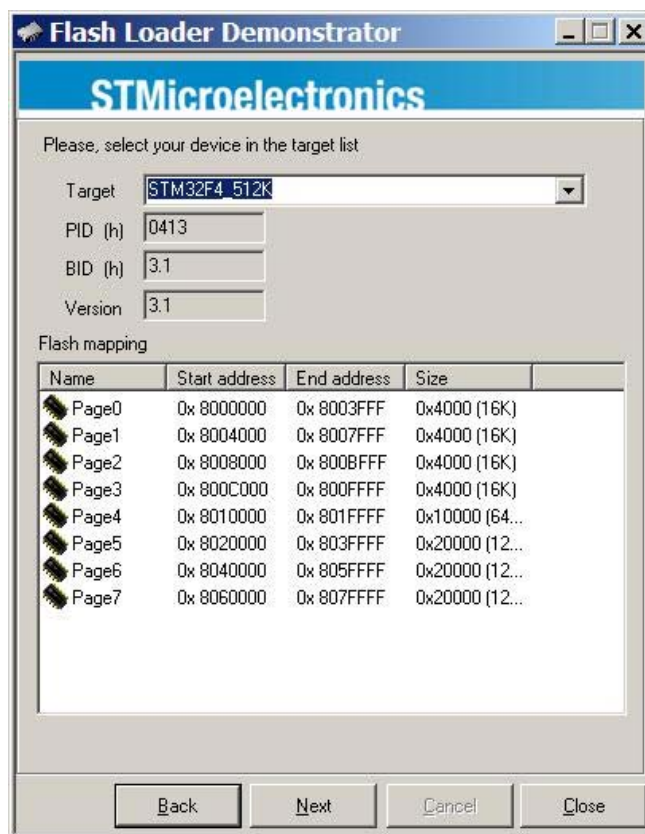 Flash Loader Demonstrator
STMicroelectronics
Please, select your device in the target list
Target STM32F4_512K
PID (h) 0413
BID (h) 3.1
Version 3.1
Flash mapping
Name Start address End address Size
Page0 0x 8000000 0x 8003FFF 0x4000 (16K)
Page1 0x 8004000 0x 8007FFF 0x4000 (16K)
Page2 0x 8008000 0x 800BFFF 0x4000 (16K)
Page3 0x 800C000 0x 800FFFF 0x4000 (16K)
Page4 0x 8010000 0x 801FFFF 0x10000 (64...
Page5 0x 8020000 0x 803FFFF 0x20000 (12...
Page6 0x 8040000 0x 805FFFF 0x20000 (12...
Page7 0x 8060000 0x 807FFFF 0x20000 (12...
Back Next Cancel Close